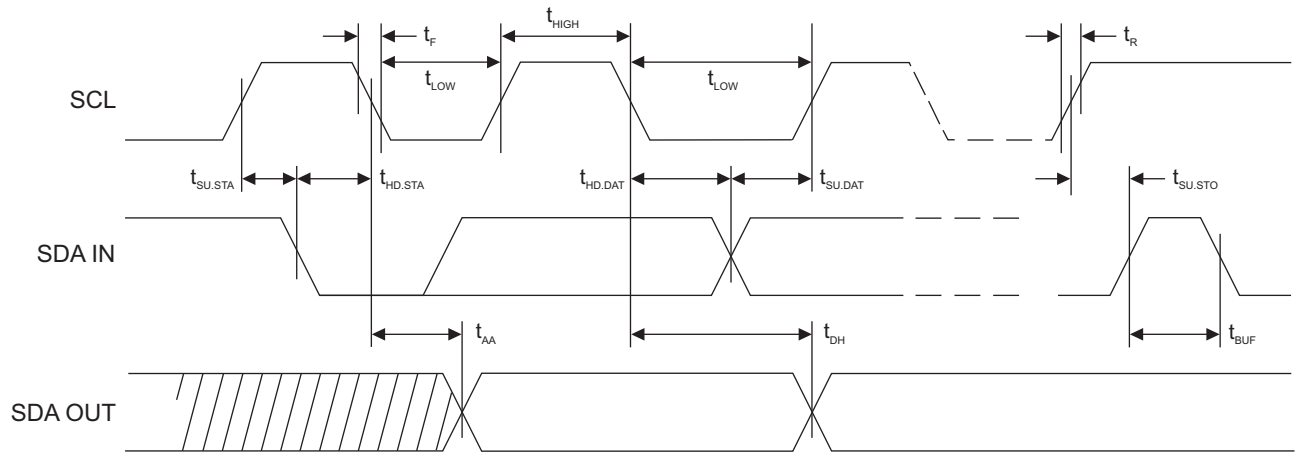 tHIGH
tF
tR
tLOW
tLOW
SCL
tSU.STA
tHD.STA
tHD.DAT
tSU.DAT
tSU.STO
SDA IN
tAA
tDH
tBUF
SDA OUT